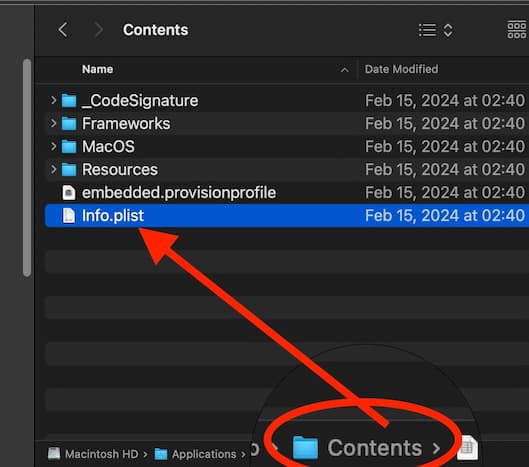 Contents
Name Date Modified
_CodeSignature Feb 15, 2024 at 02:40
Frameworks Feb 15, 2024 at 02:40
MacOS Feb 15, 2024 at 02:40
Resources Feb 15, 2024 at 02:40
embedded.provisionprofile Feb 15, 2024 at 02:40
Info.plist Feb 15, 2024 at 02:40
Macintosh HD › Applications › Contents ›